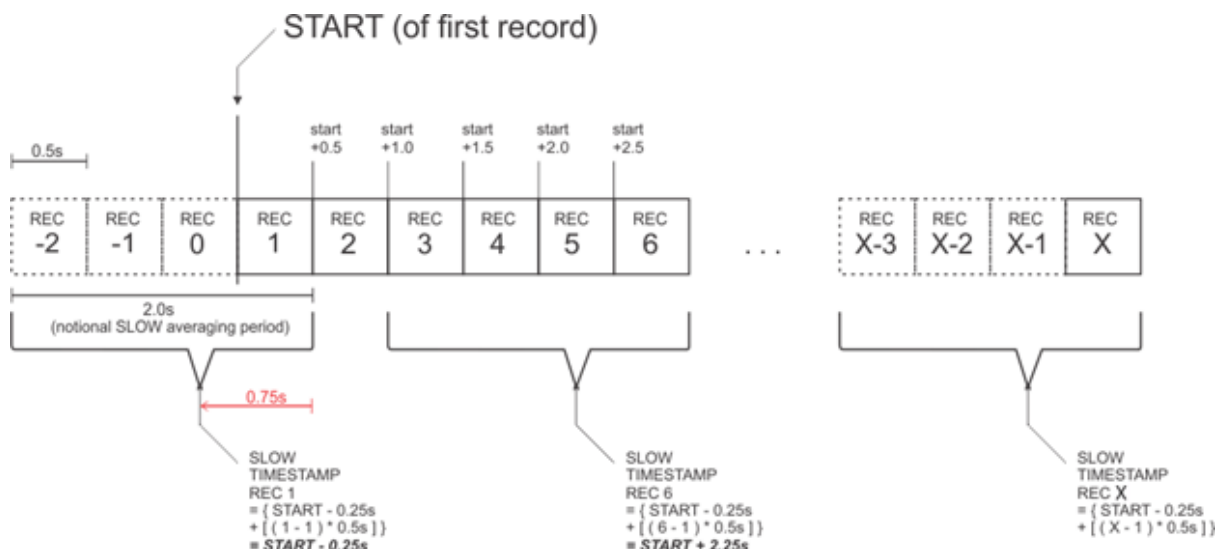 START (of first record)
start
+0.5
start
+1.0
start
+1.5
start
+2.0
start
+2.5
0.5s
REC
-2
REC
-1
REC
0
REC
1
REC
2
REC
3
REC
4
REC
5
REC
6
. . .
REC
X-3
REC
X-2
REC
X-1
REC
X
2.0s
(notional SLOW averaging period)
0.75s
SLOW
TIMESTAMP
REC 1
= { START - 0.25s
+ [ ( 1 - 1 ) * 0.5s ] }
= START - 0.25s
SLOW
TIMESTAMP
REC 6
= { START - 0.25s
+ [ ( 6 - 1 ) * 0.5s ] }
= START + 2.25s
SLOW
TIMESTAMP
REC X
= { START - 0.25s
+ [ ( X - 1 ) * 0.5s ] }